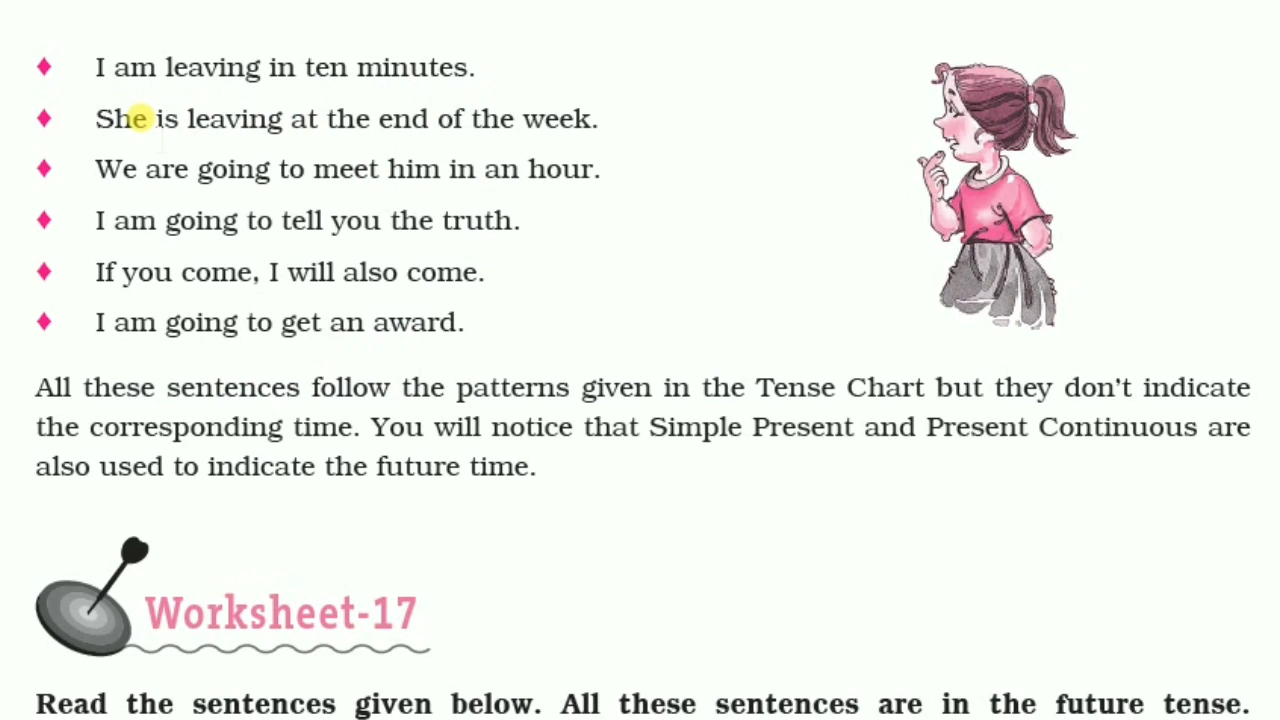 ♦ I am leaving in ten minutes.
♦ She is leaving at the end of the week.
♦ We are going to meet him in an hour.
♦ I am going to tell you the truth.
♦ If you come, I will also come.
♦ I am going to get an award.
All these sentences follow the patterns given in the Tense Chart but they don’t indicate
the corresponding time. You will notice that Simple Present and Present Continuous are
also used to indicate the future time.
Worksheet-17
Read the sentences given below. All these sentences are in the future tense.